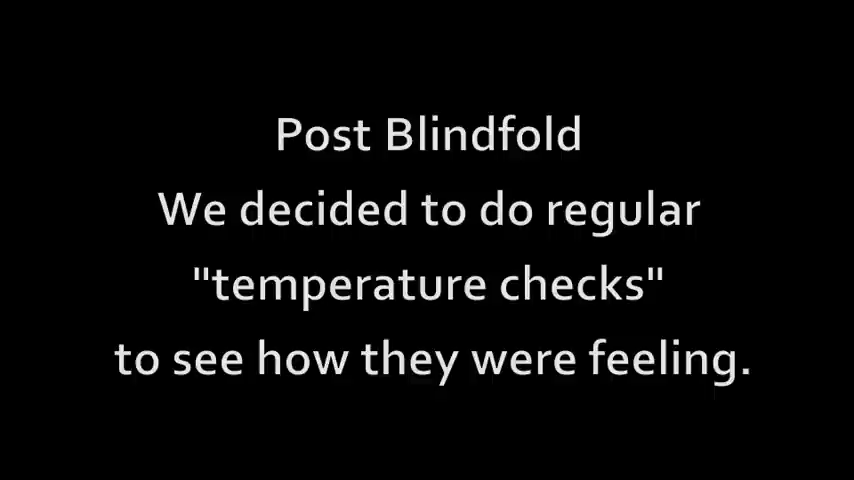 Post Blindfold
We decided to do regular
"temperature checks"
to see how they were feeling.